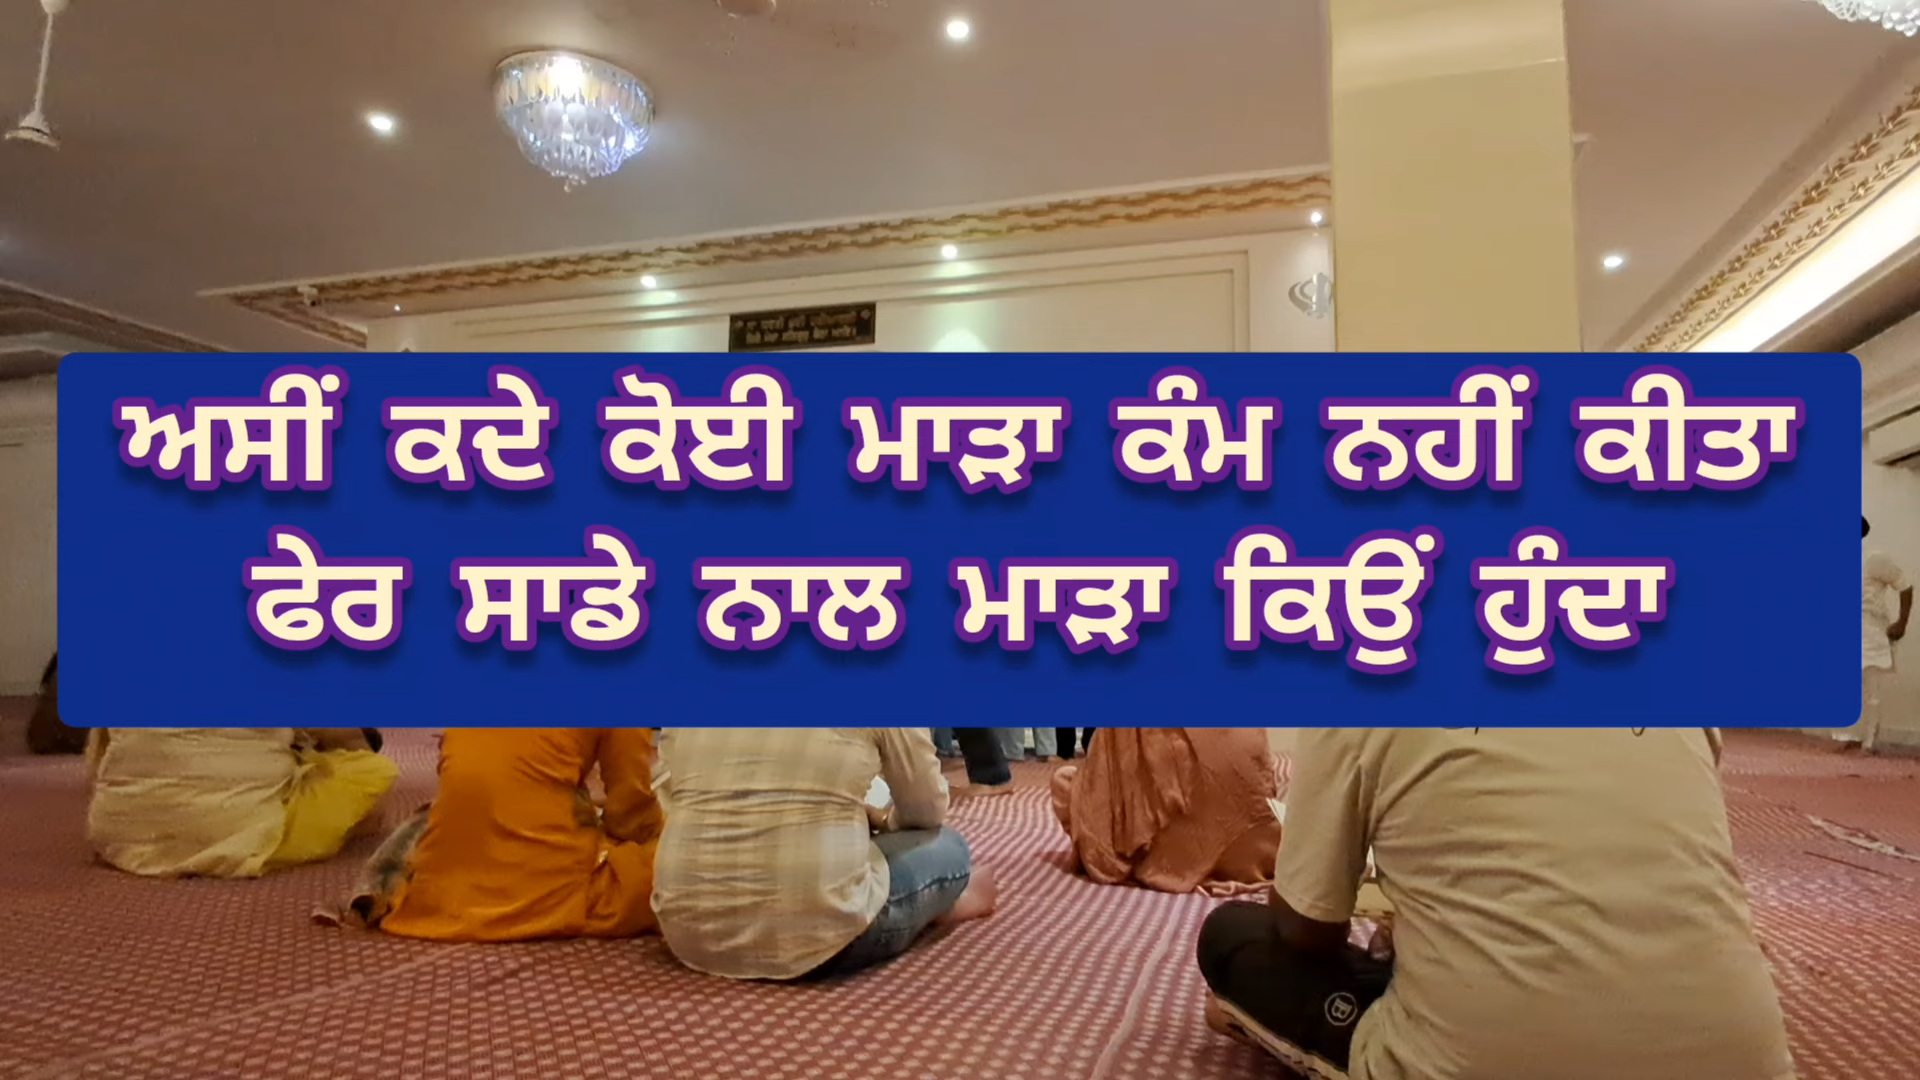 ਅਸੀਂ ਕਦੇ ਕੋਈ ਮਾੜਾ ਕੰਮ ਨਹੀਂ ਕੀਤਾ
ਫੇਰ ਸਾਡੇ ਨਾਲ ਮਾੜਾ ਕਿਉਂ ਹੁੰਦਾ
B